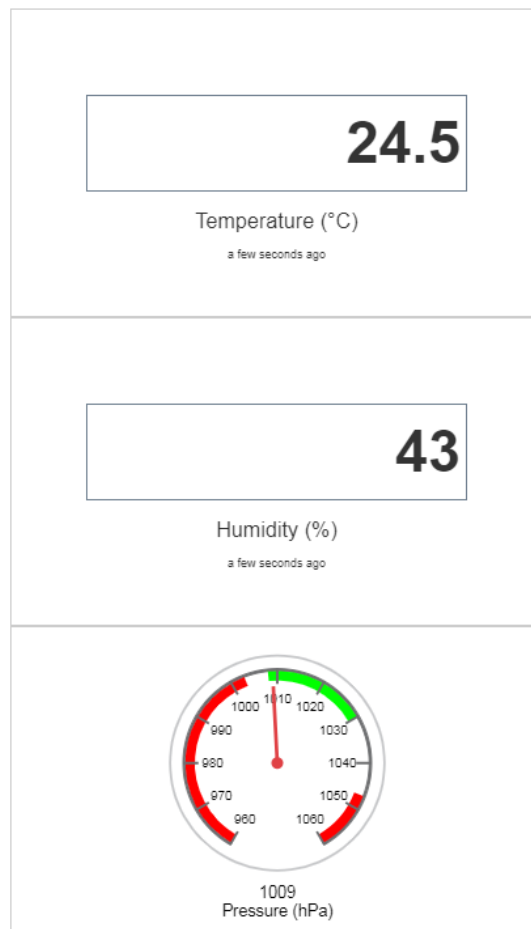 24.5
Temperature (°C)
a few seconds ago
43
Humidity (%)
a few seconds ago
1000
1010
1020
990
1030
980
1040
970
1050
960
1060
1009
Pressure (hPa)